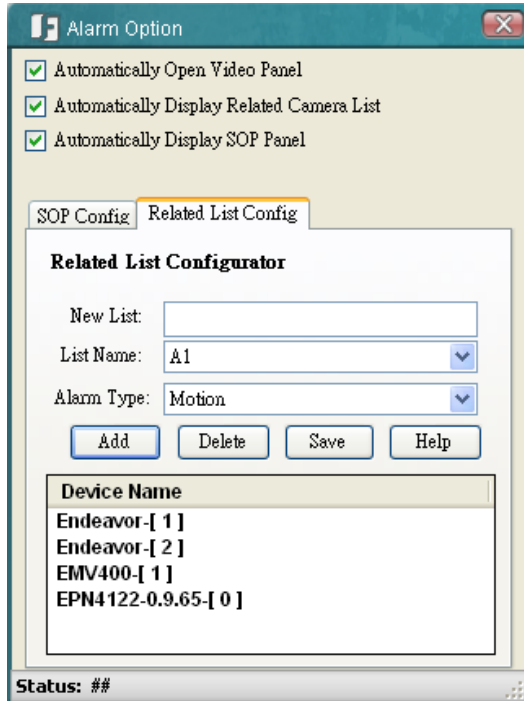 Alarm Option
Automatically Open Video Panel
Automatically Display Related Camera List
Automatically Display SOP Panel
SOP Config Related List Config
Related List Configurator
New List:
List Name: A1
Alarm Type: Motion
Add Delete Save Help
Device Name
Endeavor-[ 1 ]
Endeavor-[ 2 ]
EMV400-[ 1 ]
EPN4122-0.9.65-[ 0 ]
Status: ##